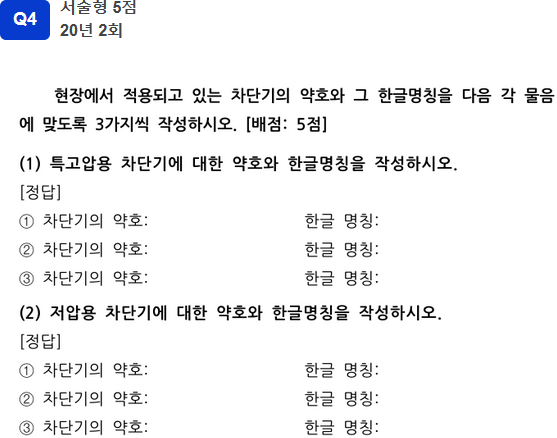 Q4
서술형 5점
20년 2회
현장에서 적용되고 있는 차단기의 약호와 그 한글명칭을 다음 각 물음
에 맞도록 3가지씩 작성하시오. [배점: 5점]
(1) 특고압용 차단기에 대한 약호와 한글명칭을 작성하시오.
[정답]
① 차단기의 약호: 한글 명칭:
② 차단기의 약호: 한글 명칭:
③ 차단기의 약호: 한글 명칭:
(2) 저압용 차단기에 대한 약호와 한글명칭을 작성하시오.
[정답]
① 차단기의 약호: 한글 명칭:
② 차단기의 약호: 한글 명칭:
③ 차단기의 약호: 한글 명칭: